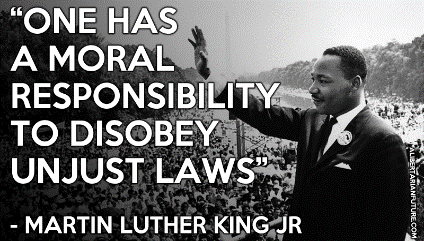 “ONE HAS
A MORAL
RESPONSIBILITY
TO DISOBEY
UNJUST LAWS”
- MARTIN LUTHER KING JR
ALIBERTARIANFUTURE.COM